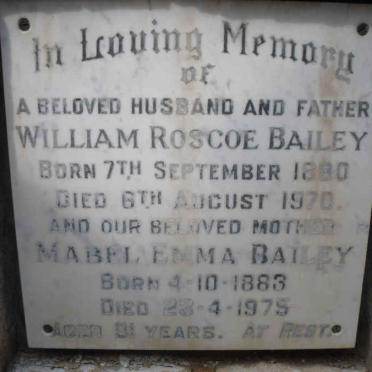 In Loving Memory
OF
A BELOVED HUSBAND AND FATHER
WILLIAM ROSCOE BAILEY
BORN 7TH SEPTEMBER 1880
DIED 6TH AUGUST 1970.
AND OUR BELOVED MOTHER
MABEL EMMA BAILEY
BORN 4-10-1883
DIED 23-4-1975
AGED 91 YEARS. AT REST.